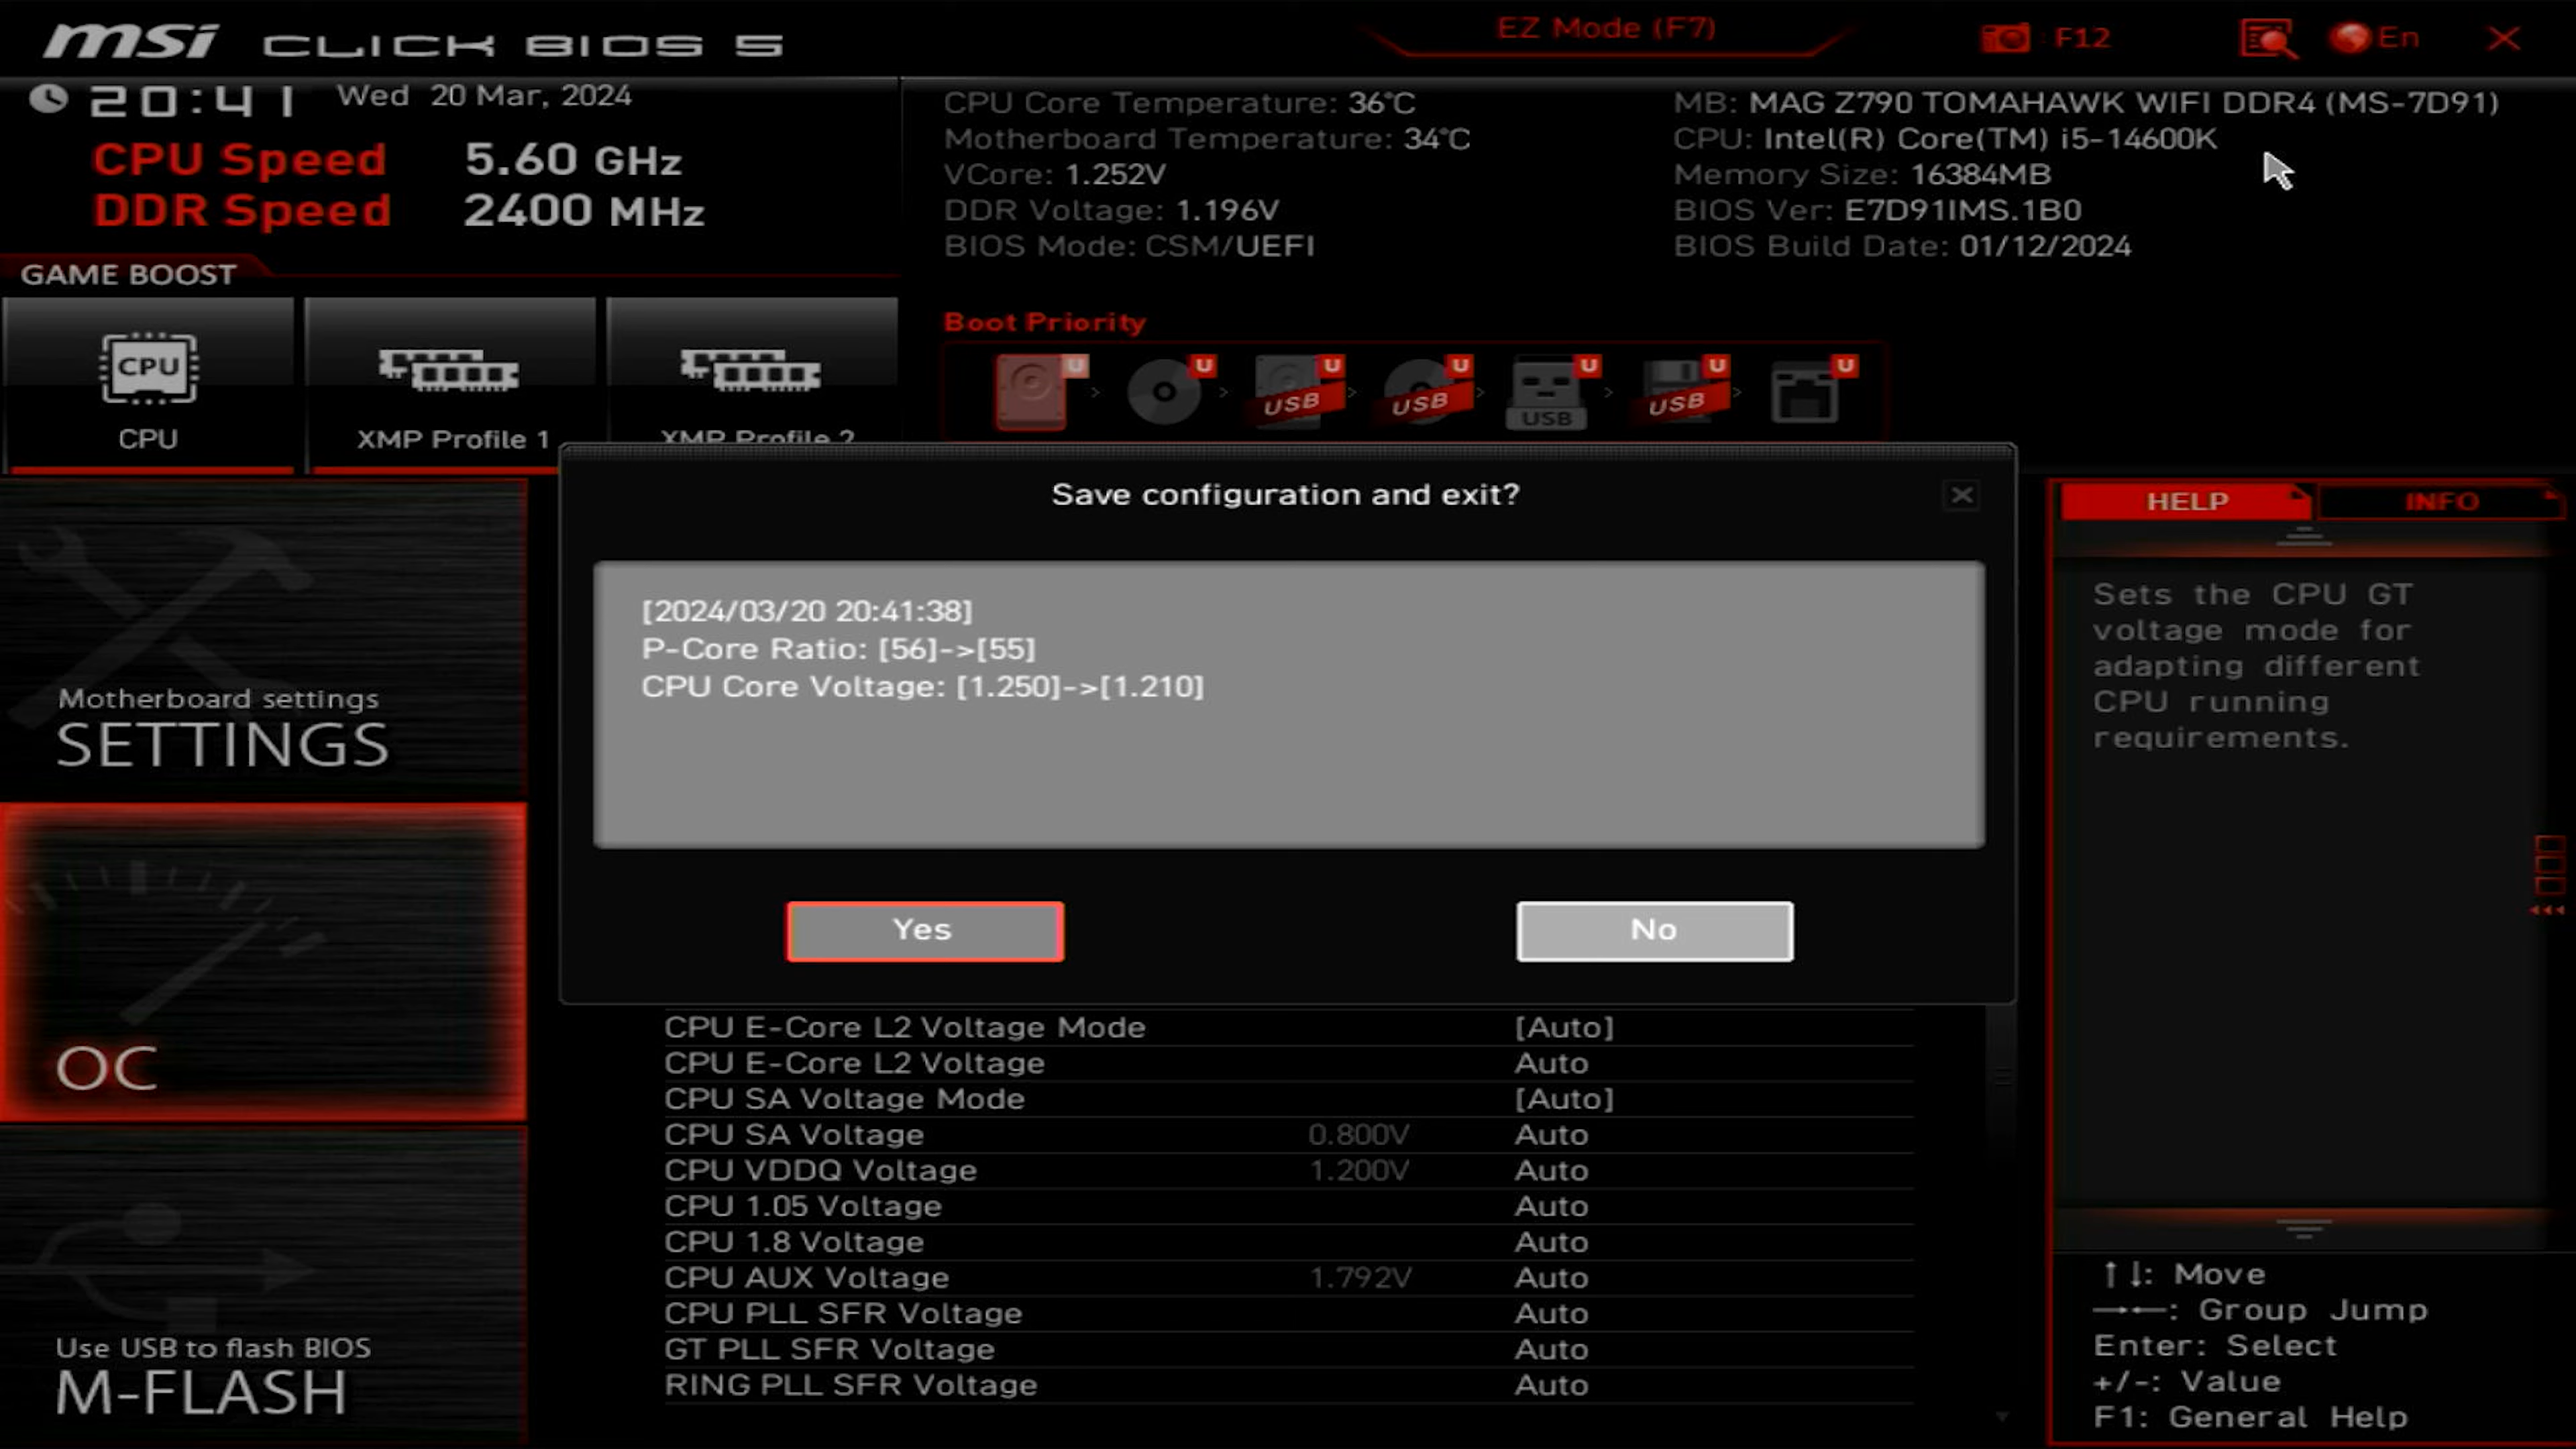 msi CLICK BIOS 5
EZ Mode (F7)
: F12
En
20:41 Wed 20 Mar, 2024
CPU Speed 5.60 GHz
DDR Speed 2400 MHz
CPU Core Temperature: 36°C
Motherboard Temperature: 34°C
VCore: 1.252V
DDR Voltage: 1.196V
BIOS Mode: CSM/UEFI
MB: MAG Z790 TOMAHAWK WIFI DDR4 (MS-7D91)
CPU: Intel(R) Core(TM) i5-14600K
Memory Size: 16384MB
BIOS Ver: E7D91IMS.1B0
BIOS Build Date: 01/12/2024
GAME BOOST
CPU
CPU
XMP Profile 1
XMP Profile 2
Boot Priority
U U U U U U U
USB USB USB USB
Save configuration and exit?
[2024/03/20 20:41:38]
P-Core Ratio: [56]->[55]
CPU Core Voltage: [1.250]->[1.210]
Yes
No
Motherboard settings
SETTINGS
OC
Use USB to flash BIOS
M-FLASH
CPU E-Core L2 Voltage Mode [Auto]
CPU E-Core L2 Voltage Auto
CPU SA Voltage Mode [Auto]
CPU SA Voltage 0.800V Auto
CPU VDDQ Voltage 1.200V Auto
CPU 1.05 Voltage Auto
CPU 1.8 Voltage Auto
CPU AUX Voltage 1.792V Auto
CPU PLL SFR Voltage Auto
GT PLL SFR Voltage Auto
RING PLL SFR Voltage Auto
HELP
INFO
Sets the CPU GT
voltage mode for
adapting different
CPU running
requirements.
↑↓: Move
→←: Group Jump
Enter: Select
+/-: Value
F1: General Help